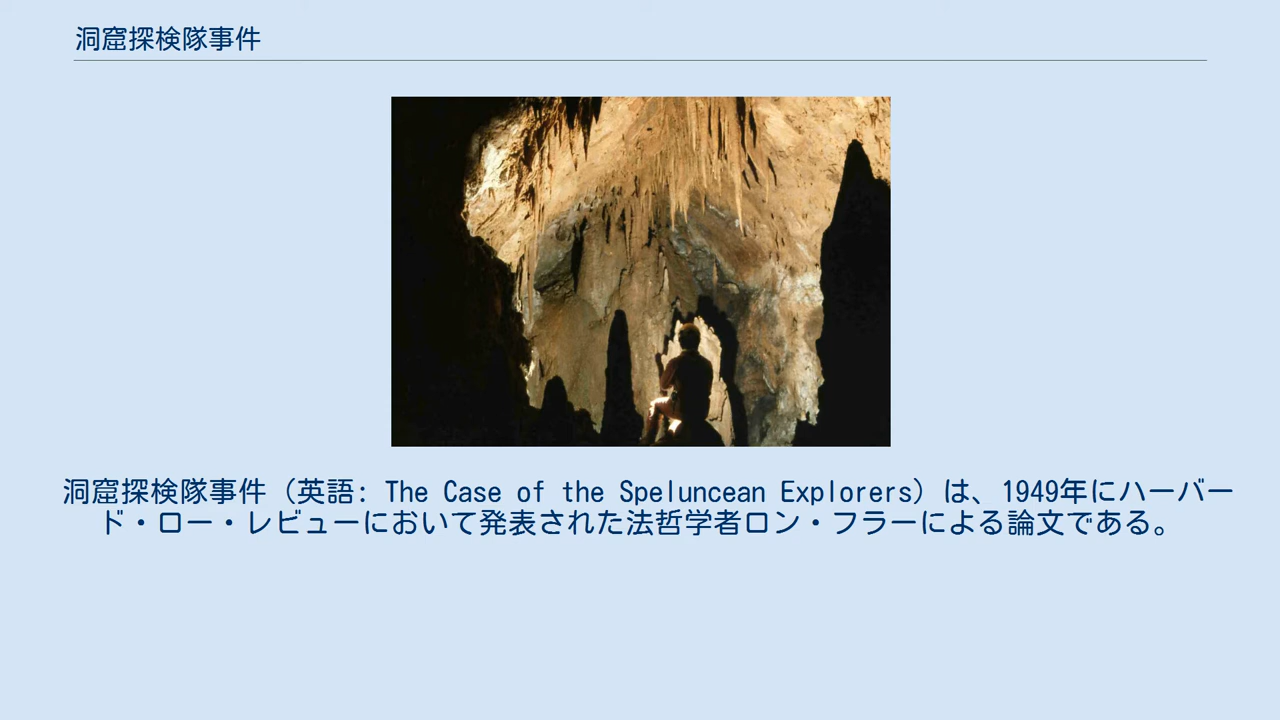 洞窟探検隊事件
洞窟探検隊事件（英語: The Case of the Speluncean Explorers）は、1949年にハーバー
ド・ロー・レビューにおいて発表された法哲学者ロン・フラーによる論文である。